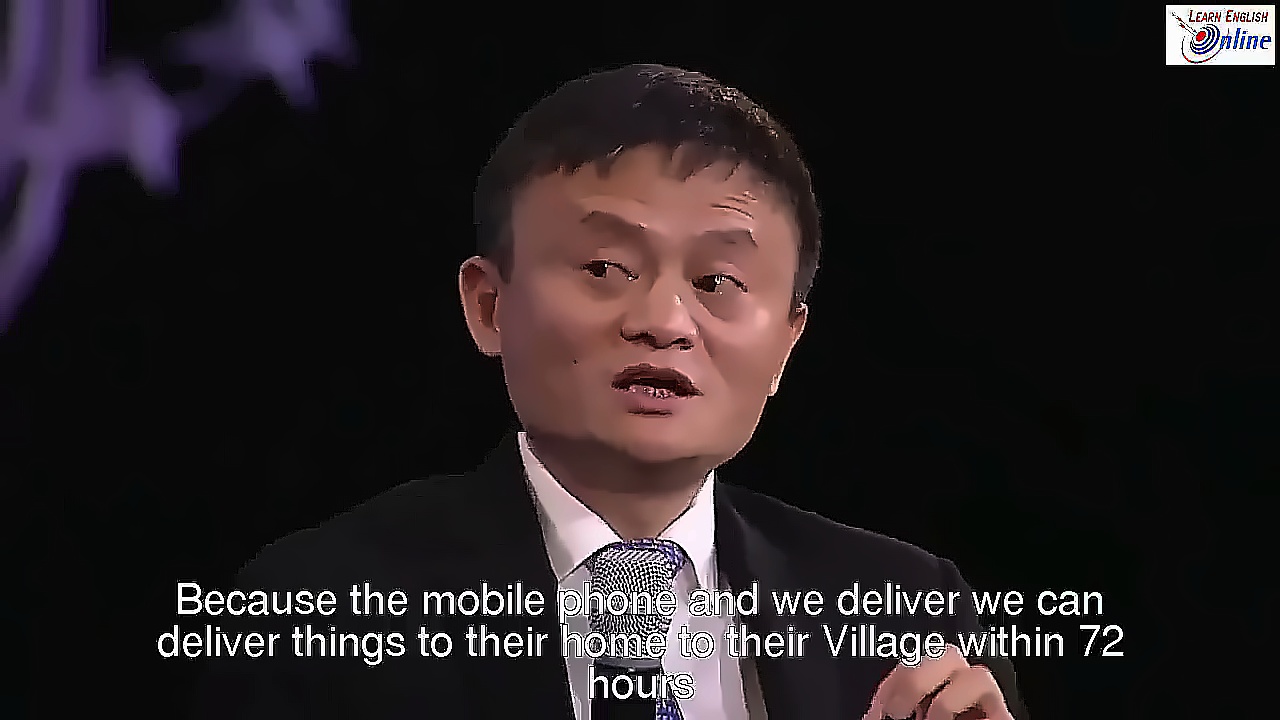 LEARN ENGLISH
Online
Because the mobile phone and we deliver we can
deliver things to their home to their Village within 72
hours